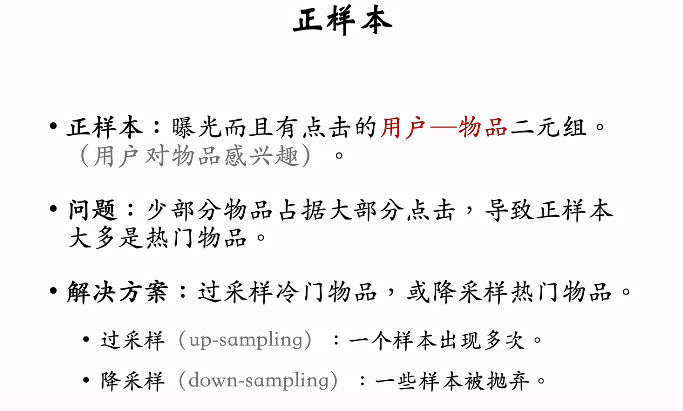 正样本
• 正样本：曝光而且有点击的用户—物品二元组。
（用户对物品感兴趣）。
• 问题：少部分物品占据大部分点击，导致正样本
大多是热门物品。
• 解决方案：过采样冷门物品，或降采样热门物品。
• 过采样（up-sampling）：一个样本出现多次。
• 降采样（down-sampling）：一些样本被抛弃。